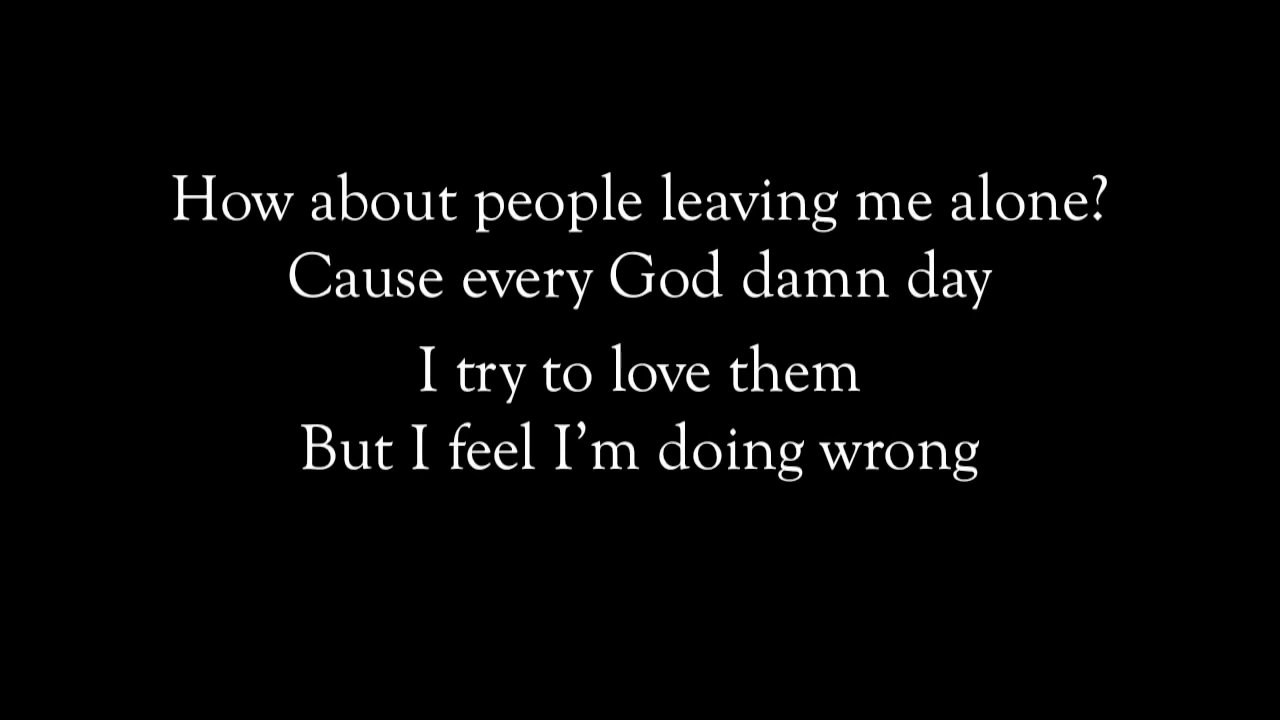 How about people leaving me alone?
Cause every God damn day
I try to love them
But I feel I’m doing wrong